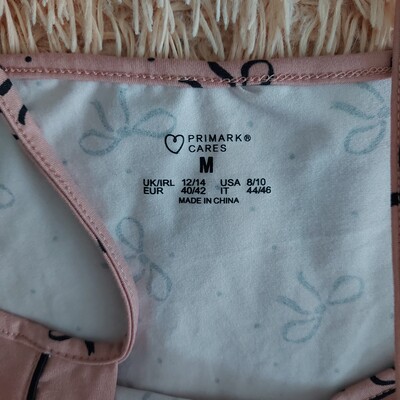 PRIMARK®
CARES
M
UK/IRL 12/14 USA 8/10
EUR 40/42 IT 44/46
MADE IN CHINA